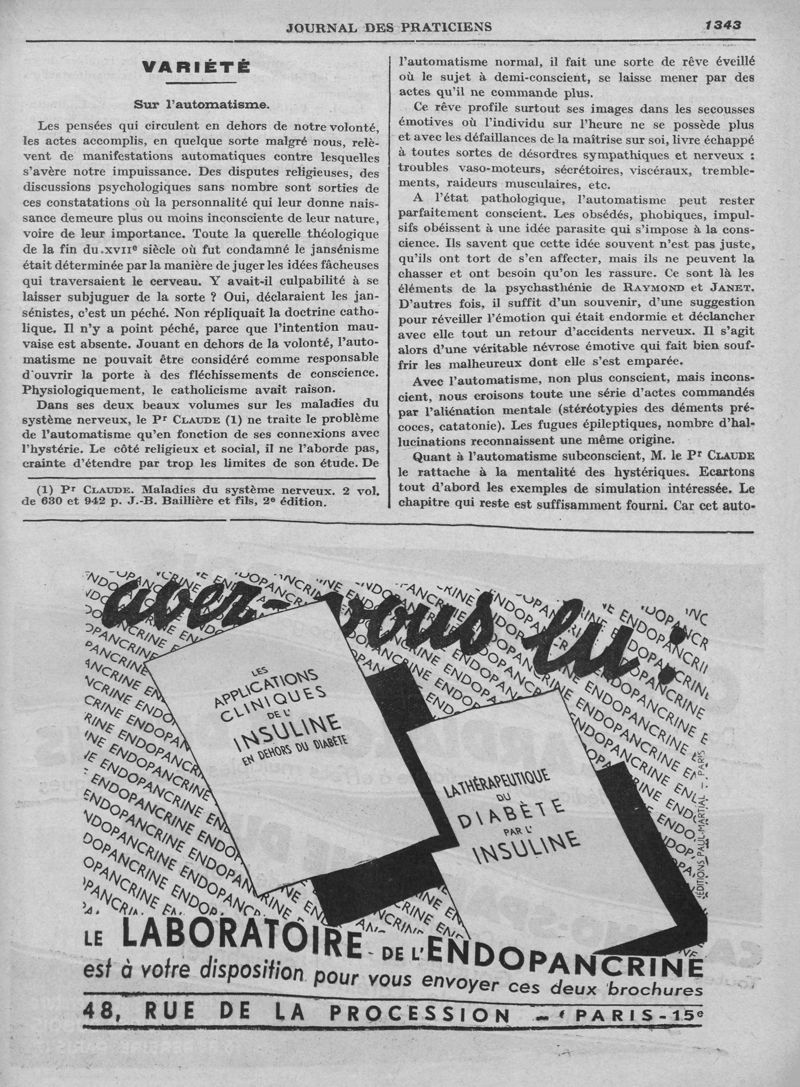 JOURNAL DES PRATICIENS
1343
VARIÉTÉ
Sur l'automatisme.
Les pensées qui circulent en dehors de notre volonté,
les actes accomplis, en quelque sorte malgré nous, relè-
vent de manifestations automatiques contre lesquelles
s'avère notre impuissance. Des disputes religieuses, des
discussions psychologiques sans nombre sont sorties de
ces constatations où la personnalité qui leur donne nais-
sance demeure plus ou moins inconsciente de leur nature,
voire de leur importance. Toute la querelle théologique
de la fin du XVIIe siècle où fut condamné le jansénisme
était déterminée par la manière de juger les idées fâcheuses
qui traversaient le cerveau. Y avait-il culpabilité à se
laisser subjuguer de la sorte ? Oui, déclaraient les jan-
sénistes, c'est un péché. Non répliquait la doctrine catho-
lique. Il n'y a point péché, parce que l'intention mau-
vaise est absente. Jouant en dehors de la volonté, l'auto-
matisme ne pouvait être considéré comme responsable
d'ouvrir la porte à des fléchissements de conscience.
Physiologiquement, le catholicisme avait raison.
Dans ses deux beaux volumes sur les maladies du
système nerveux, le Pr CLAUDE (1) ne traite le problème
de l'automatisme qu'en fonction de ses connexions avec
l'hystérie. Le côté religieux et social, il ne l'aborde pas,
crainte d'étendre par trop les limites de son étude. De
(1) Pr CLAUDE. Maladies du système nerveux. 2 vol.
de 630 et 942 p. J.-B. Baillière et fils, 2e édition.
l'automatisme normal, il fait une sorte de rêve éveillé
où le sujet à demi-conscient, se laisse mener par des
actes qu'il ne commande plus.
Ce rêve profile surtout ses images dans les secousses
émotives où l'individu sur l'heure ne se possède plus
et avec les défaillances de la maîtrise sur soi, livre échappé
à toutes sortes de désordres sympathiques et nerveux :
troubles vaso-moteurs, sécrétoires, viscéraux, tremble-
ments, raideurs musculaires, etc.
A l'état pathologique, l'automatisme peut rester
parfaitement conscient. Les obsédés, phobiques, impul-
sifs obéissent à une idée parasite qui s'impose à la cons-
cience. Ils savent que cette idée souvent n'est pas juste,
qu'ils ont tort de s'en affecter, mais ils ne peuvent la
chasser et ont besoin qu'on les rassure. Ce sont là les
éléments de la psychasthénie de RAYMOND et JANET.
D'autres fois, il suffit d'un souvenir, d'une suggestion
pour réveiller l'émotion qui était endormie et déclancher
avec elle tout un retour d'accidents nerveux. Il s'agit
alors d'une véritable névrose émotive qui fait bien souf-
frir les malheureux dont elle s'est emparée.
Avec l'automatisme, non plus conscient, mais incons-
cient, nous croisons toute une série d'actes commandés
par l'aliénation mentale (stéréotypies des déments pré-
coces, catatonie). Les fugues épileptiques, nombre d'hal-
lucinations reconnaissent une même origine.
Quant à l'automatisme subconscient, M. le Pr CLAUDE
le rattache à la mentalité des hystériques. Ecartons
tout d'abord les exemples de simulation intéressée. Le
chapitre qui reste est suffisamment fourni. Car cet auto-
avez-vous lu :
LES
APPLICATIONS
CLINIQUES
DE L'
INSULINE
EN DEHORS DU DIABÈTE
LA THÉRAPEUTIQUE
DU
DIABÈTE
PAR L'
INSULINE
ÉDITIONS PAUL-MARTIAL — PARIS
LE LABORATOIRE - DE L'ENDOPANCRINE
est à votre disposition pour vous envoyer ces deux brochures
48, RUE DE LA PROCESSION — PARIS-15e